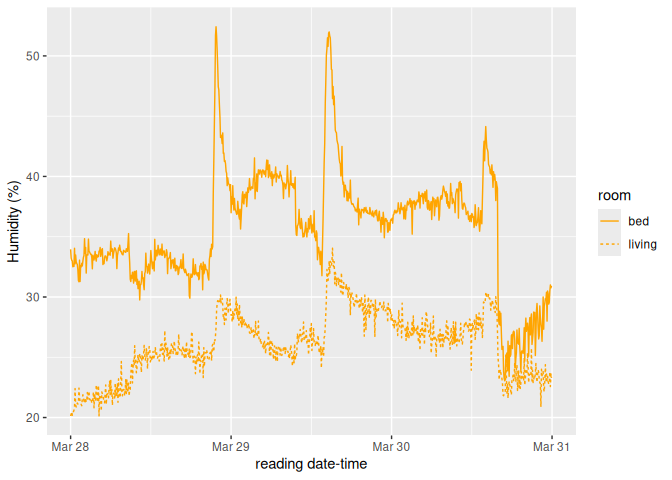 50
40
30
20
Humidity (%)
Mar 28
Mar 29
Mar 30
Mar 31
reading date-time
room
bed
living